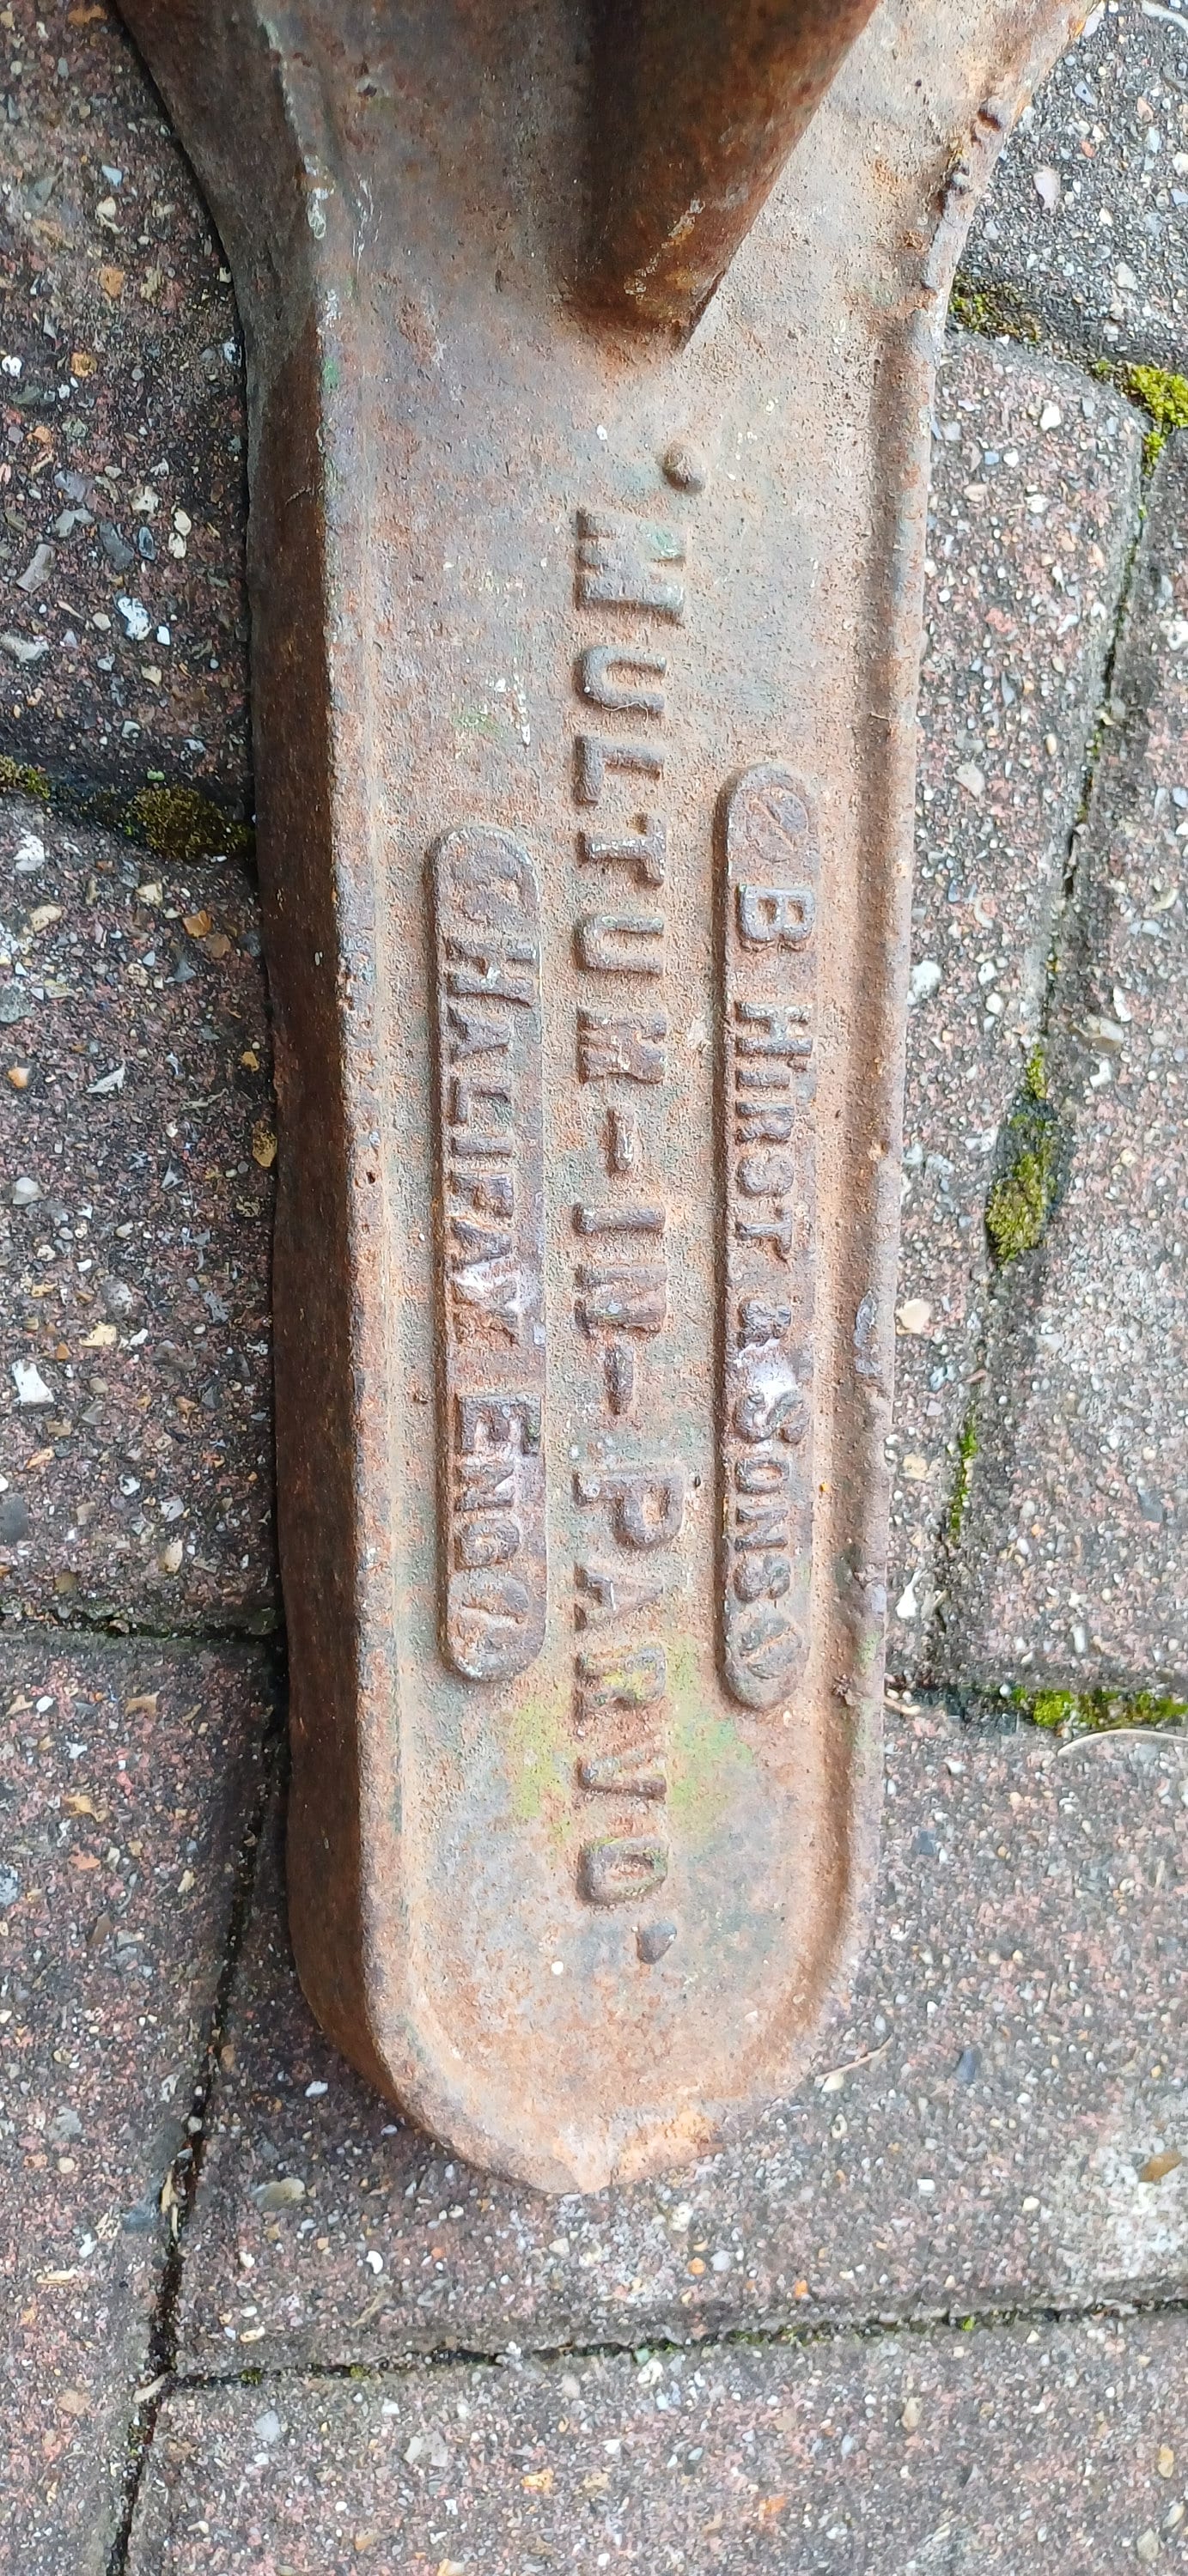 B HIRST & SONS
"MULTUM-IN-PARVO"
HALIFAX ENG